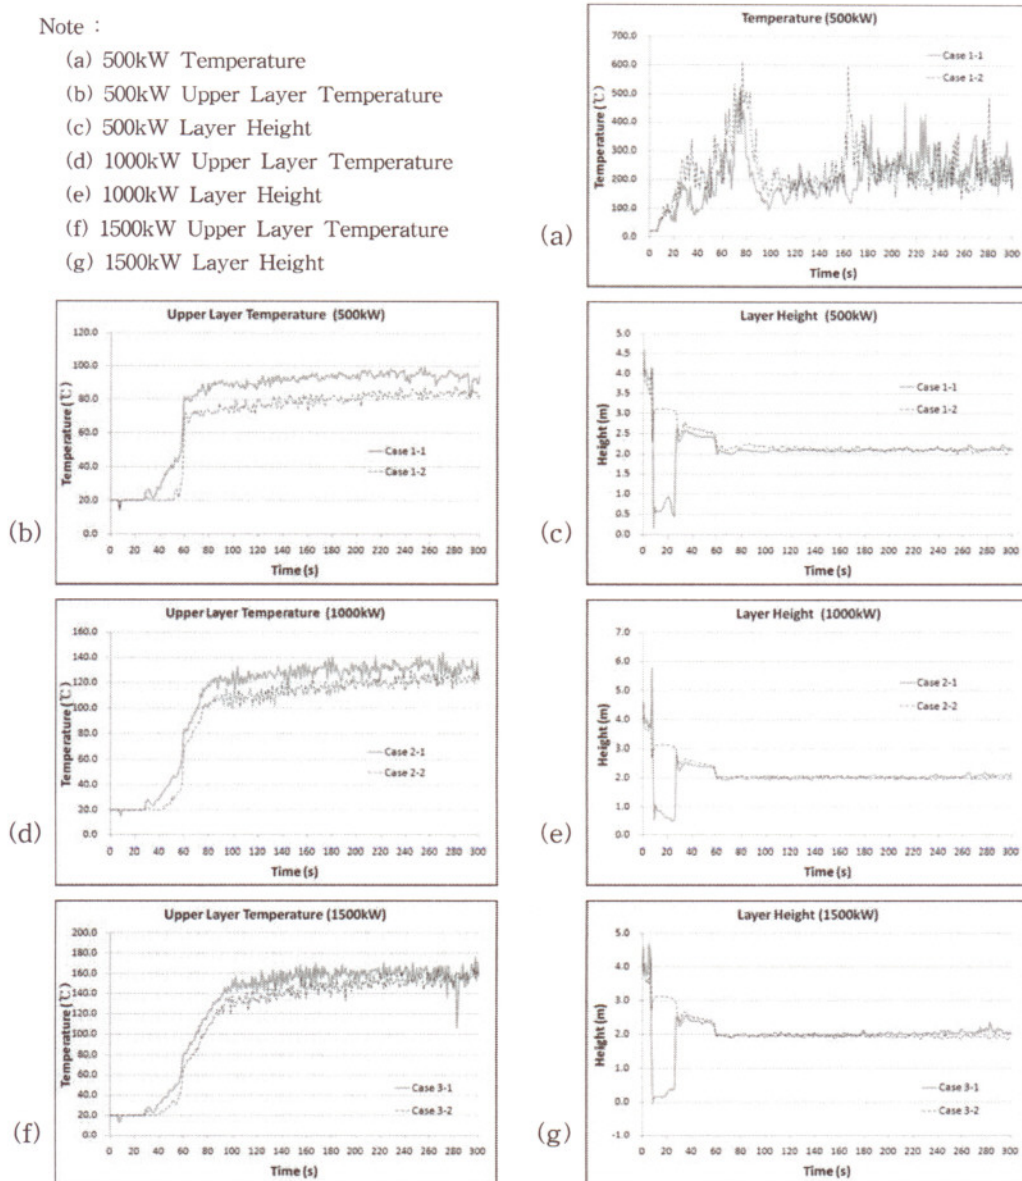 Note :
(a) 500kW Temperature
(b) 500kW Upper Layer Temperature
(c) 500kW Layer Height
(d) 1000kW Upper Layer Temperature
(e) 1000kW Layer Height
(f) 1500kW Upper Layer Temperature
(g) 1500kW Layer Height
(a)
Temperature (500kW)
Temperature (℃)
700.0
600.0
500.0
400.0
300.0
200.0
100.0
0.0
Case 1-1
Case 1-2
0 20 40 60 80 100 120 140 160 180 200 220 240 260 280 300
Time (s)
(b)
Upper Layer Temperature (500kW)
Temperature (℃)
120.0
100.0
80.0
60.0
40.0
20.0
0.0
Case 1-1
Case 1-2
0 20 40 60 80 100 120 140 160 180 200 220 240 260 280 300
Time (s)
(c)
Layer Height (500kW)
Height (m)
5.0
4.5
4.0
3.5
3.0
2.5
2.0
1.5
1.0
0.5
0.0
Case 1-1
Case 1-2
0 20 40 60 80 100 120 140 160 180 200 220 240 260 280 300
Time (s)
(d)
Upper Layer Temperature (1000kW)
Temperature (℃)
160.0
140.0
120.0
100.0
80.0
60.0
40.0
20.0
0.0
Case 2-1
Case 2-2
0 20 40 60 80 100 120 140 160 180 200 220 240 260 280 300
Time (s)
(e)
Layer Height (1000kW)
Height (m)
7.0
6.0
5.0
4.0
3.0
2.0
1.0
0.0
Case 2-1
Case 2-2
0 20 40 60 80 100 120 140 160 180 200 220 240 260 280 300
Time (s)
(f)
Upper Layer Temperature (1500kW)
Temperature (℃)
200.0
180.0
160.0
140.0
120.0
100.0
80.0
60.0
40.0
20.0
0.0
Case 3-1
Case 3-2
0 20 40 60 80 100 120 140 160 180 200 220 240 260 280 300
Time (s)
(g)
Layer Height (1500kW)
Height (m)
5.0
4.0
3.0
2.0
1.0
0.0
-1.0
Case 3-1
Case 3-2
0 20 40 60 80 100 120 140 160 180 200 220 240 260 280 300
Time (s)